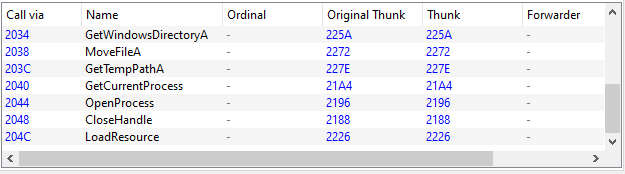 Call via Name Ordinal Original Thunk Thunk Forwarder
2034 GetWindowsDirectoryA - 225A 225A -
2038 MoveFileA - 2272 2272 -
203C GetTempPathA - 227E 227E -
2040 GetCurrentProcess - 21A4 21A4 -
2044 OpenProcess - 2196 2196 -
2048 CloseHandle - 2188 2188 -
204C LoadResource - 2226 2226 -